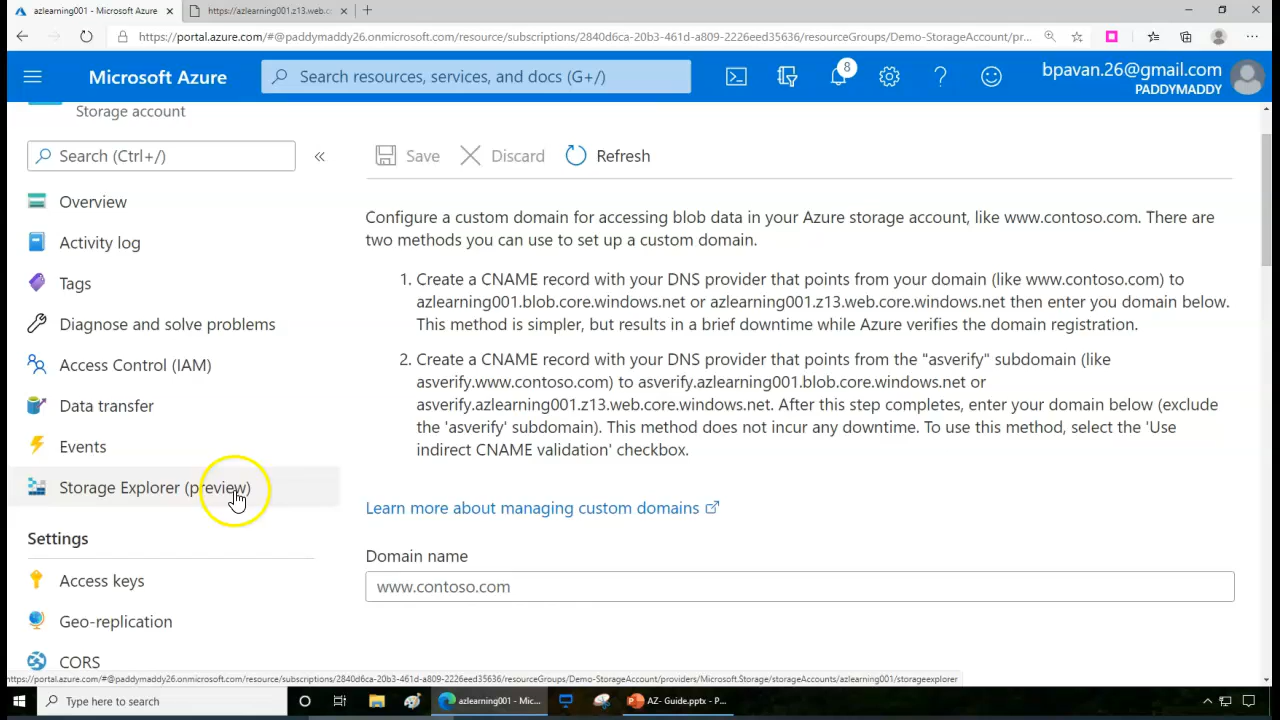 azlearning001 - Microsoft Azure
https://azlearning001.z13.web.c
https://portal.azure.com/#@paddymaddy26.onmicrosoft.com/resource/subscriptions/2840d6ca-20b3-461d-a809-2226eed35636/resourceGroups/Demo-StorageAccount/pr...
Microsoft Azure
Search resources, services, and docs (G+/)
8
bpavan.26@gmail.com
PADDYMADDY
Storage account
Search (Ctrl+/)
«
Save
Discard
Refresh
Overview
Activity log
Tags
Diagnose and solve problems
Access Control (IAM)
Data transfer
Events
Storage Explorer (preview)
Settings
Access keys
Geo-replication
CORS
Configure a custom domain for accessing blob data in your Azure storage account, like www.contoso.com. There are
two methods you can use to set up a custom domain.
1. Create a CNAME record with your DNS provider that points from your domain (like www.contoso.com) to
azlearning001.blob.core.windows.net or azlearning001.z13.web.core.windows.net then enter you domain below.
This method is simpler, but results in a brief downtime while Azure verifies the domain registration.
2. Create a CNAME record with your DNS provider that points from the "asverify" subdomain (like
asverify.www.contoso.com) to asverify.azlearning001.blob.core.windows.net or
asverify.azlearning001.z13.web.core.windows.net. After this step completes, enter your domain below (exclude
the 'asverify' subdomain). This method does not incur any downtime. To use this method, select the 'Use
indirect CNAME validation' checkbox.
Learn more about managing custom domains
Domain name
www.contoso.com
https://portal.azure.com/#@paddymaddy26.onmicrosoft.com/resource/subscriptions/2840d6ca-20b3-461d-a809-2226eed35636/resourceGroups/Demo-StorageAccount/providers/Microsoft.Storage/storageAccounts/azlearning001/storageexplorer
Type here to search
azlearning001 - Mic...
AZ- Guide.pptx - P...